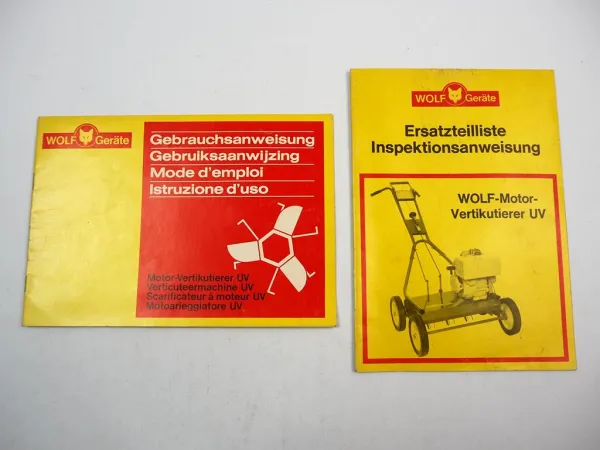 WOLF Geräte
Gebrauchsanweisung
Gebruiksaanwijzing
Mode d'emploi
Istruzione d'uso
Motor-Vertikutierer UV
Verticuteermachine UV
Scarificateur à moteur UV
Motoarieggiatore UV
WOLF Geräte
Ersatzteilliste
Inspektionsanweisung
WOLF-Motor-
Vertikutierer UV